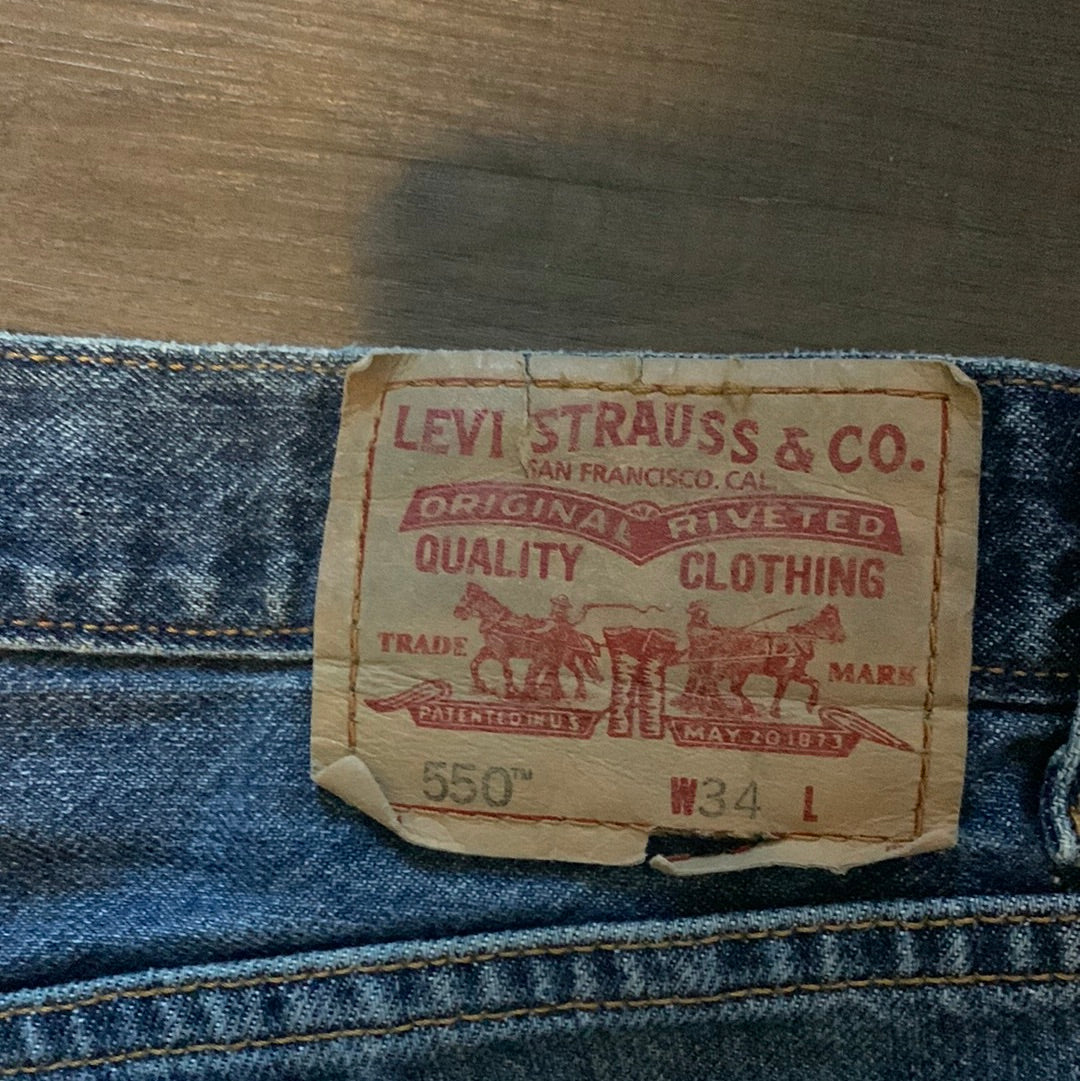 LEVI STRAUSS & CO.
SAN FRANCISCO, CAL.
ORIGINAL RIVETED
QUALITY CLOTHING
TRADE MARK
PATENTED IN U.S. MAY 20 1873
550™ W34 L